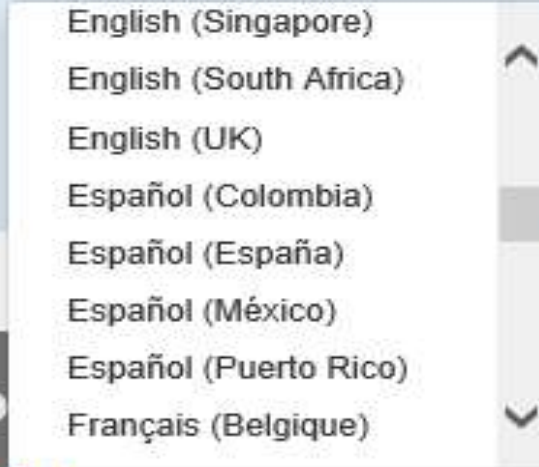 English (Singapore)
English (South Africa)
English (UK)
Español (Colombia)
Español (España)
Español (México)
Español (Puerto Rico)
Français (Belgique)